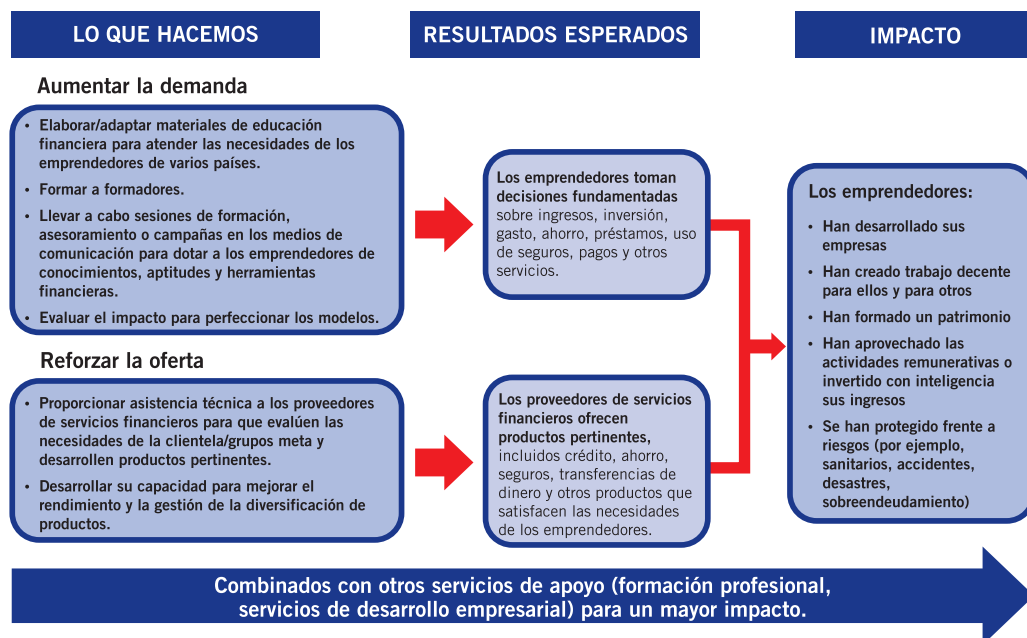 LO QUE HACEMOS
RESULTADOS ESPERADOS
IMPACTO
Aumentar la demanda
• Elaborar/adaptar materiales de educación
financiera para atender las necesidades de los
emprendedores de varios países.
• Formar a formadores.
• Llevar a cabo sesiones de formación,
asesoramiento o campañas en los medios de
comunicación para dotar a los emprendedores de
conocimientos, aptitudes y herramientas
financieras.
• Evaluar el impacto para perfeccionar los modelos.
Reforzar la oferta
• Proporcionar asistencia técnica a los proveedores
de servicios financieros para que evalúen las
necesidades de la clientela/grupos meta y
desarrollen productos pertinentes.
• Desarrollar su capacidad para mejorar el
rendimiento y la gestión de la diversificación de
productos.
Los emprendedores toman
decisiones fundamentadas
sobre ingresos, inversión,
gasto, ahorro, préstamos, uso
de seguros, pagos y otros
servicios.
Los proveedores de servicios
financieros ofrecen
productos pertinentes,
incluidos crédito, ahorro,
seguros, transferencias de
dinero y otros productos que
satisfacen las necesidades
de los emprendedores.
Los emprendedores:
• Han desarrollado sus
empresas
• Han creado trabajo decente
para ellos y para otros
• Han formado un patrimonio
• Han aprovechado las
actividades remunerativas o
invertido con inteligencia
sus ingresos
• Se han protegido frente a
riesgos (por ejemplo,
sanitarios, accidentes,
desastres,
sobreendeudamiento)
Combinados con otros servicios de apoyo (formación profesional,
servicios de desarrollo empresarial) para un mayor impacto.